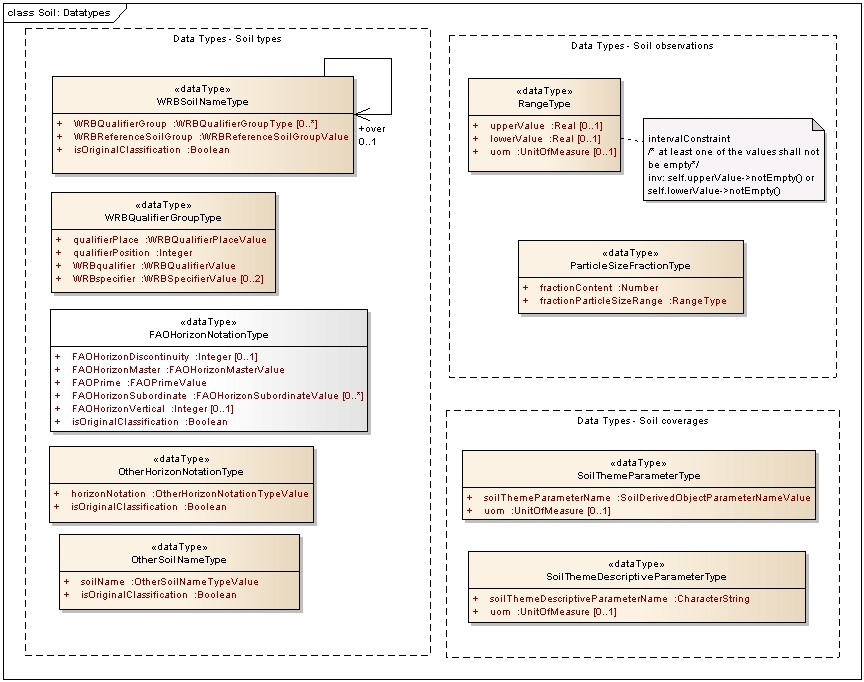 class Soil: Datatypes
Data Types - Soil types
«dataType»
WRBSoilNameType
+ WRBQualifierGroup :WRBQualifierGroupType [0..*]
+ WRBReferenceSoilGroup :WRBReferenceSoilGroupValue
+ isOriginalClassification :Boolean
+over
0..1
«dataType»
WRBQualifierGroupType
+ qualifierPlace :WRBQualifierPlaceValue
+ qualifierPosition :Integer
+ WRBqualifier :WRBQualifierValue
+ WRBspecifier :WRBSpecifierValue [0..2]
«dataType»
FAOHorizonNotationType
+ FAOHorizonDiscontinuity :Integer [0..1]
+ FAOHorizonMaster :FAOHorizonMasterValue
+ FAOPrime :FAOPrimeValue
+ FAOHorizonSubordinate :FAOHorizonSubordinateValue [0..*]
+ FAOHorizonVertical :Integer [0..1]
+ isOriginalClassification :Boolean
«dataType»
OtherHorizonNotationType
+ horizonNotation :OtherHorizonNotationTypeValue
+ isOriginalClassification :Boolean
«dataType»
OtherSoilNameType
+ soilName :OtherSoilNameTypeValue
+ isOriginalClassification :Boolean
Data Types - Soil observations
«dataType»
RangeType
+ upperValue :Real [0..1]
+ lowerValue :Real [0..1]
+ uom :UnitOfMeasure [0..1]
intervalConstraint
/* at least one of the values shall not
be empty*/
inv: self.upperValue->notEmpty() or
self.lowerValue->notEmpty()
«dataType»
ParticleSizeFractionType
+ fractionContent :Number
+ fractionParticleSizeRange :RangeType
Data Types - Soil coverages
«dataType»
SoilThemeParameterType
+ soilThemeParameterName :SoilDerivedObjectParameterNameValue
+ uom :UnitOfMeasure [0..1]
«dataType»
SoilThemeDescriptiveParameterType
+ soilThemeDescriptiveParameterName :CharacterString
+ uom :UnitOfMeasure [0..1]